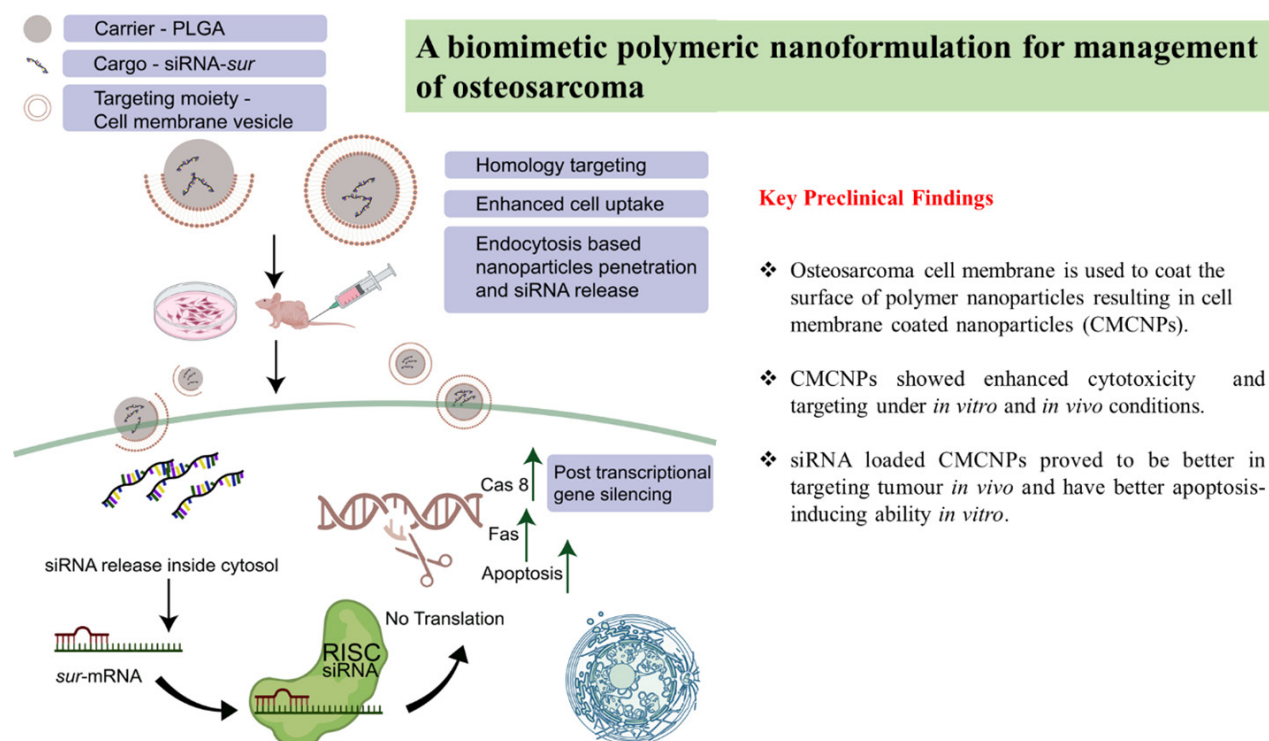 Carrier - PLGA
Cargo - siRNA-sur
Targeting moiety -
Cell membrane vesicle
A biomimetic polymeric nanoformulation for management
of osteosarcoma
Homology targeting
Enhanced cell uptake
Endocytosis based
nanoparticles penetration
and siRNA release
Key Preclinical Findings
❖ Osteosarcoma cell membrane is used to coat the
surface of polymer nanoparticles resulting in cell
membrane coated nanoparticles (CMCNPs).
❖ CMCNPs showed enhanced cytotoxicity and
targeting under in vitro and in vivo conditions.
❖ siRNA loaded CMCNPs proved to be better in
targeting tumour in vivo and have better apoptosis-
inducing ability in vitro.
Cas 8
Post transcriptional
gene silencing
Fas
Apoptosis
siRNA release inside cytosol
No Translation
RISC
siRNA
sur-mRNA